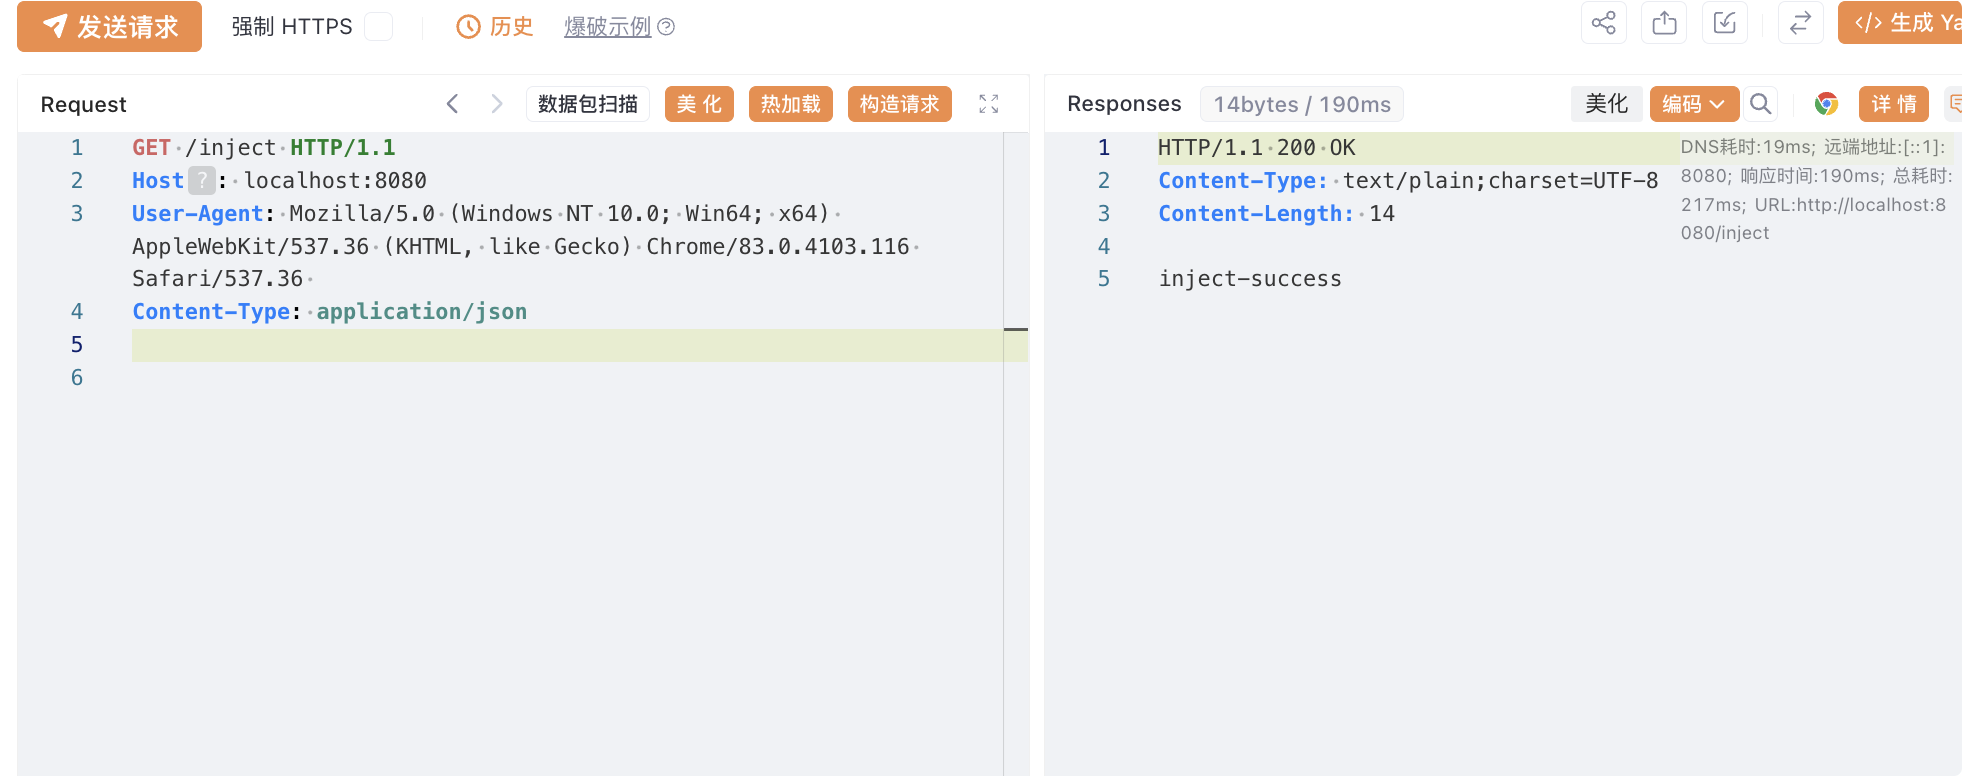 发送请求 强制 HTTPS 历史 爆破示例 </> 生成 Ya
Request 数据包扫描 美化 热加载 构造请求
1 GET /inject HTTP/1.1
2 Host ? : localhost:8080
3 User-Agent: Mozilla/5.0 (Windows NT 10.0; Win64; x64)
AppleWebKit/537.36 (KHTML, like Gecko) Chrome/83.0.4103.116
Safari/537.36
4 Content-Type: application/json
5
6
Responses 14bytes / 190ms 美化 编码 详情
1 HTTP/1.1 200 OK
2 Content-Type: text/plain;charset=UTF-8
3 Content-Length: 14
4
5 inject-success
DNS耗时:19ms; 远端地址:[::1]:
8080; 响应时间:190ms; 总耗时:
217ms; URL:http://localhost:8
080/inject